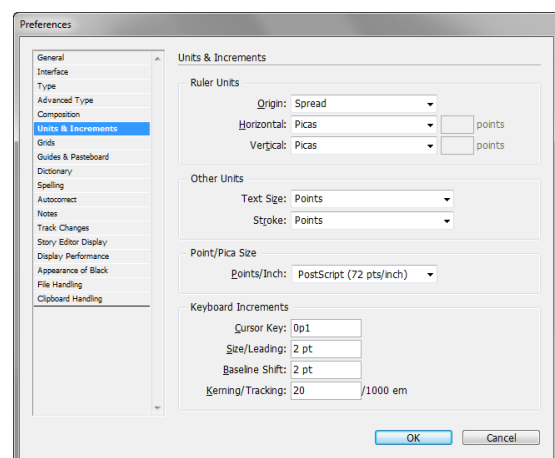 Preferences
General
Interface
Type
Advanced Type
Composition
Units & Increments
Grids
Guides & Pasteboard
Dictionary
Spelling
Autocorrect
Notes
Track Changes
Story Editor Display
Display Performance
Appearance of Black
File Handling
Clipboard Handling
Units & Increments
Ruler Units
Origin: Spread
Horizontal: Picas points
Vertical: Picas points
Other Units
Text Size: Points
Stroke: Points
Point/Pica Size
Points/Inch: PostScript (72 pts/inch)
Keyboard Increments
Cursor Key: 0p1
Size/Leading: 2 pt
Baseline Shift: 2 pt
Kerning/Tracking: 20 /1000 em
OK Cancel